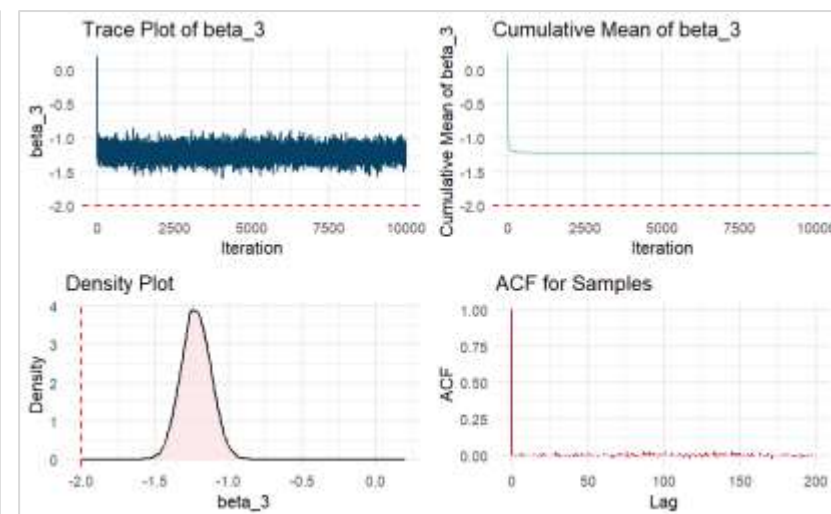 Trace Plot of beta_3
beta_3
0.0
-0.5
-1.0
-1.5
-2.0
0 2500 5000 7500 10000
Iteration
Cumulative Mean of beta_3
Cumulative Mean of beta_3
0.0
-0.5
-1.0
-1.5
-2.0
0 2500 5000 7500 10000
Iteration
Density Plot
Density
4
3
2
1
0
-2.0 -1.5 -1.0 -0.5 0.0
beta_3
ACF for Samples
ACF
1.00
0.75
0.50
0.25
0.00
0 50 100 150 200
Lag